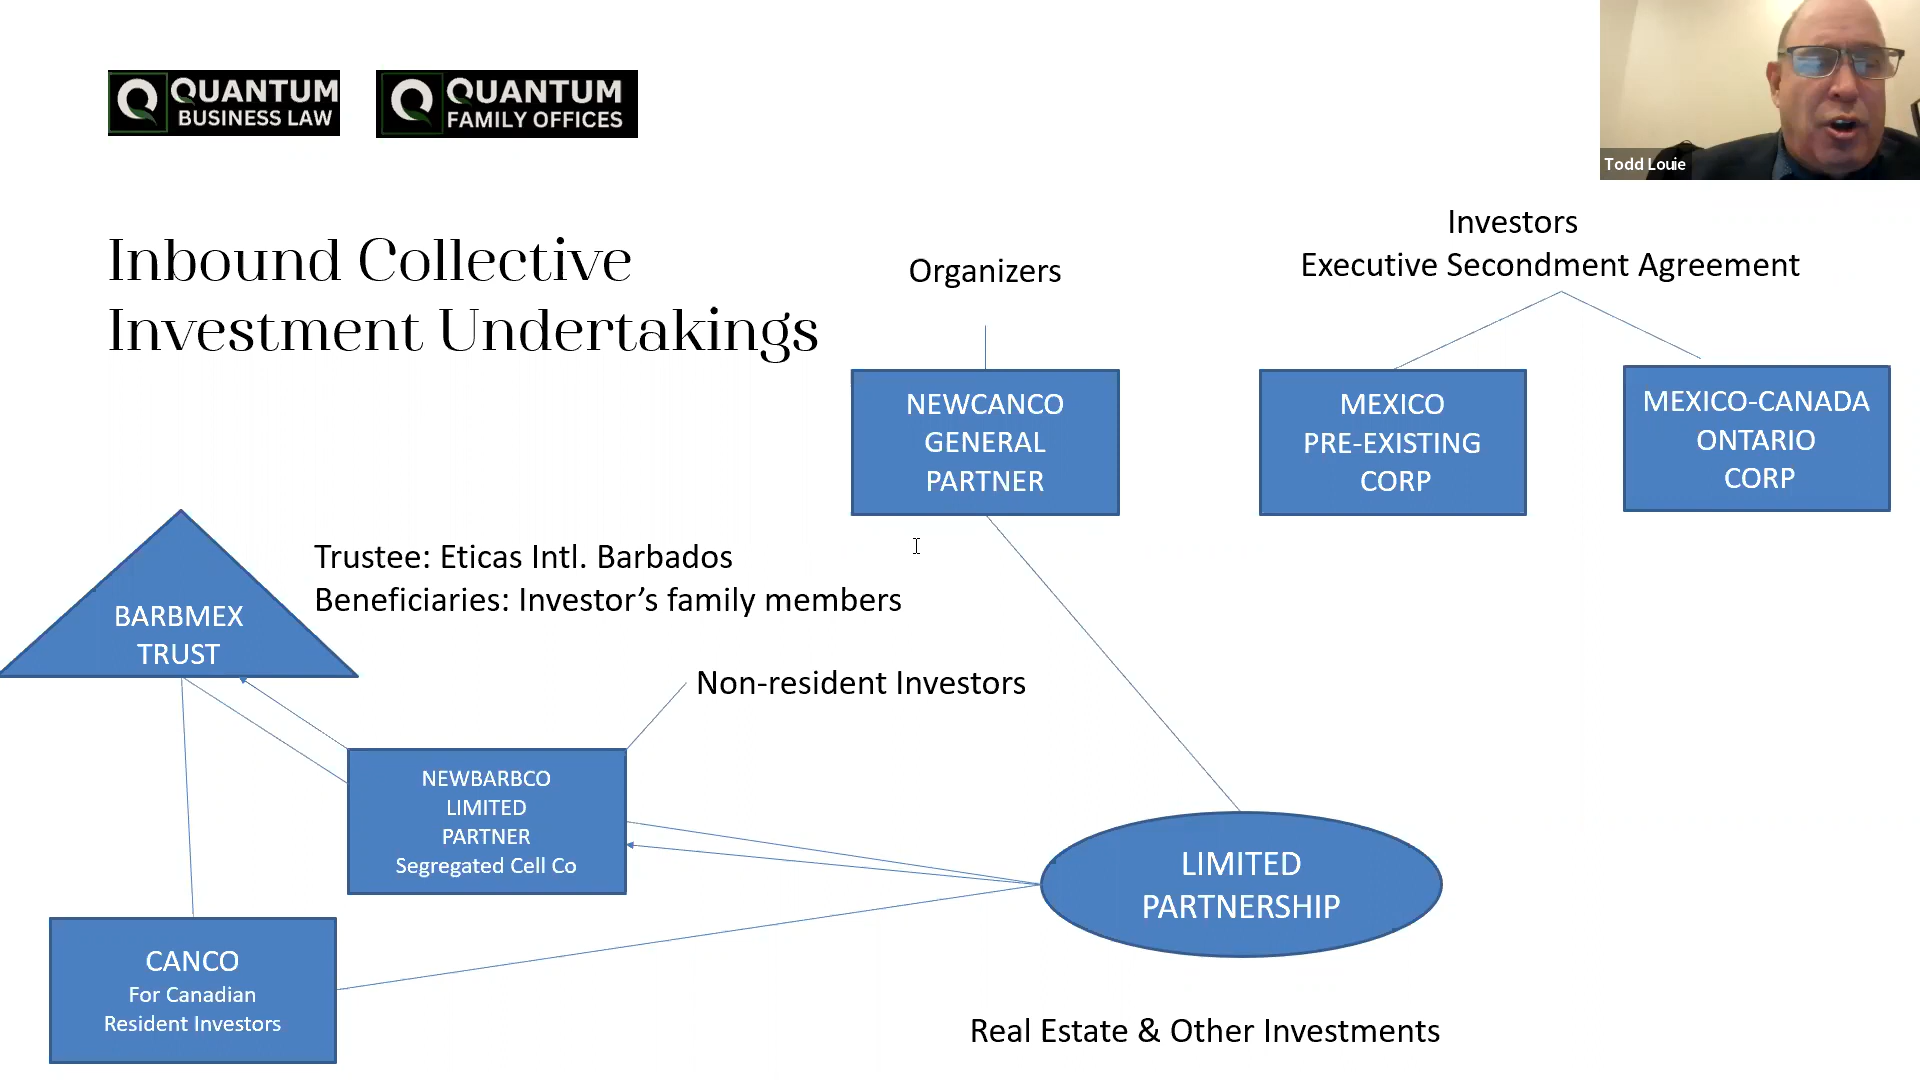 QUANTUM
BUSINESS LAW
QUANTUM
FAMILY OFFICES
Todd Louie
Inbound Collective
Investment Undertakings
Organizers
Investors
Executive Secondment Agreement
NEWCANCO
GENERAL
PARTNER
MEXICO
PRE-EXISTING
CORP
MEXICO-CANADA
ONTARIO
CORP
BARBMEX
TRUST
Trustee: Eticas Intl. Barbados
Beneficiaries: Investor’s family members
Non-resident Investors
NEWBARBCO
LIMITED
PARTNER
Segregated Cell Co
LIMITED
PARTNERSHIP
CANCO
For Canadian
Resident Investors
Real Estate & Other Investments